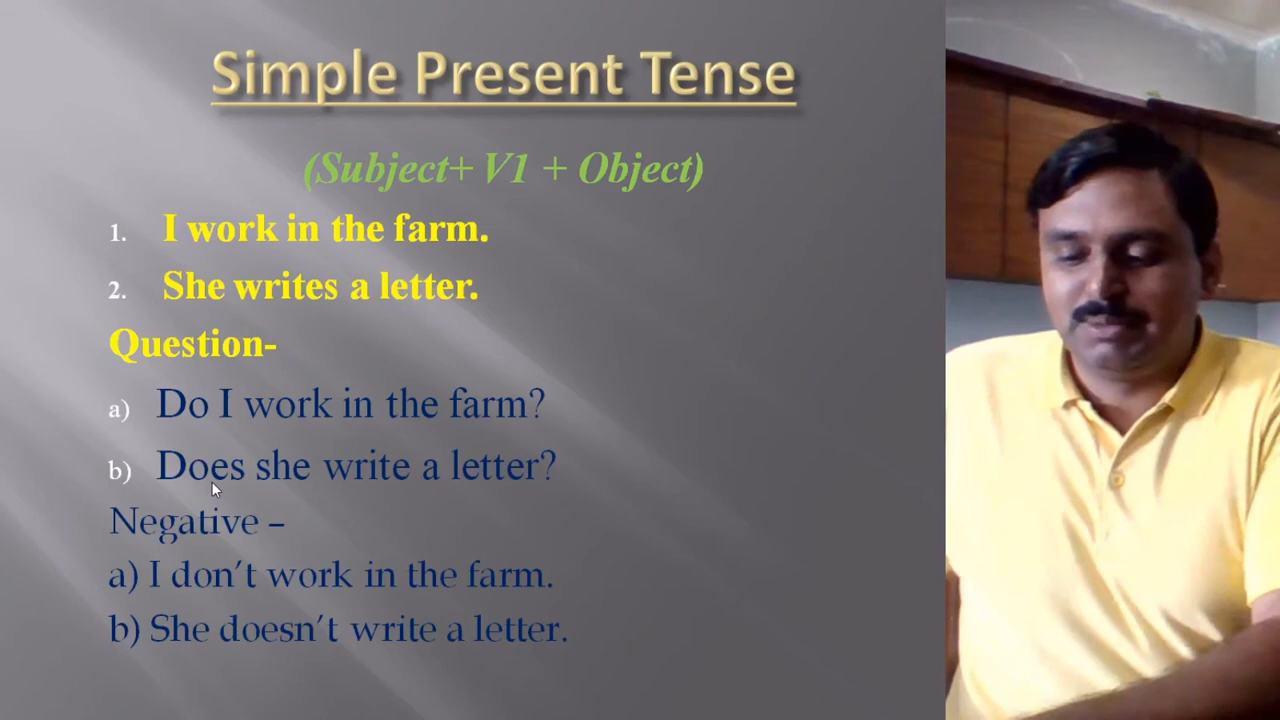 Simple Present Tense
(Subject+ V1 + Object)
1. I work in the farm.
2. She writes a letter.
Question-
a) Do I work in the farm?
b) Does she write a letter?
Negative –
a) I don’t work in the farm.
b) She doesn’t write a letter.